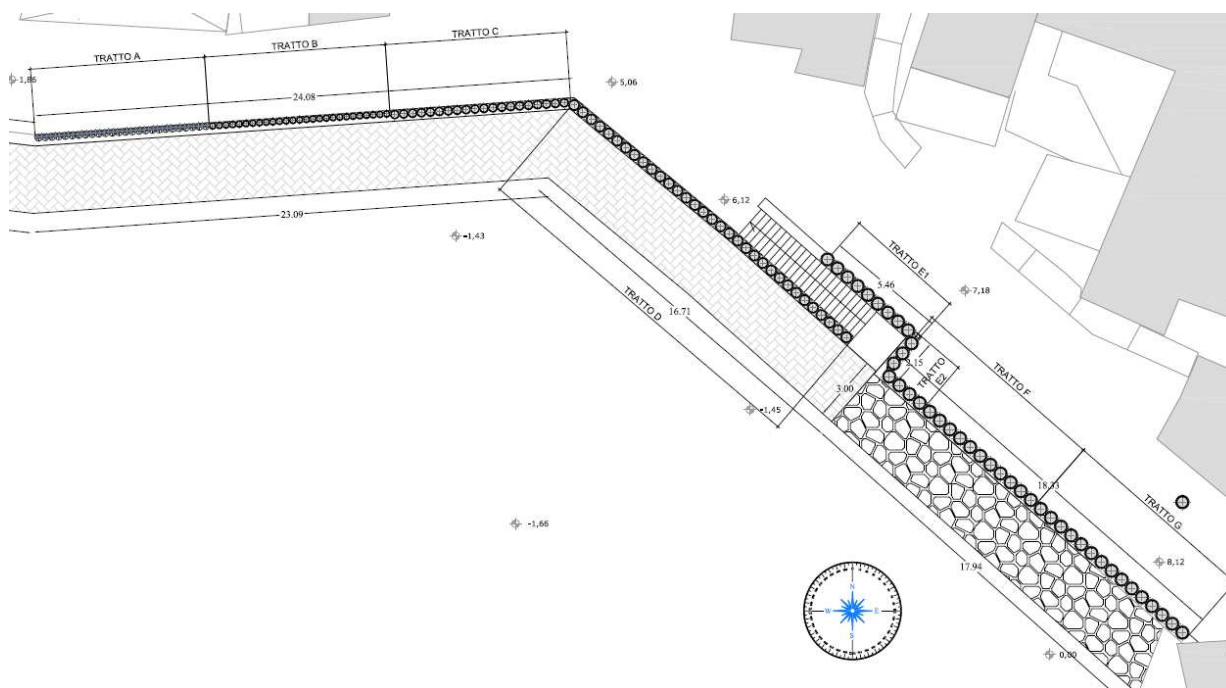 TRATTO A
TRATTO B
TRATTO C
-1,86
24.08
5,06
23.09
-1,43
6,12
TRATTO D
16.71
TRATTO E1
5.46
7,18
2.15
TRATTO
E2
3.00
-1,45
TRATTO F
18.33
TRATTO G
-1,66
17.94
8,12
N
W
E
S
0,00